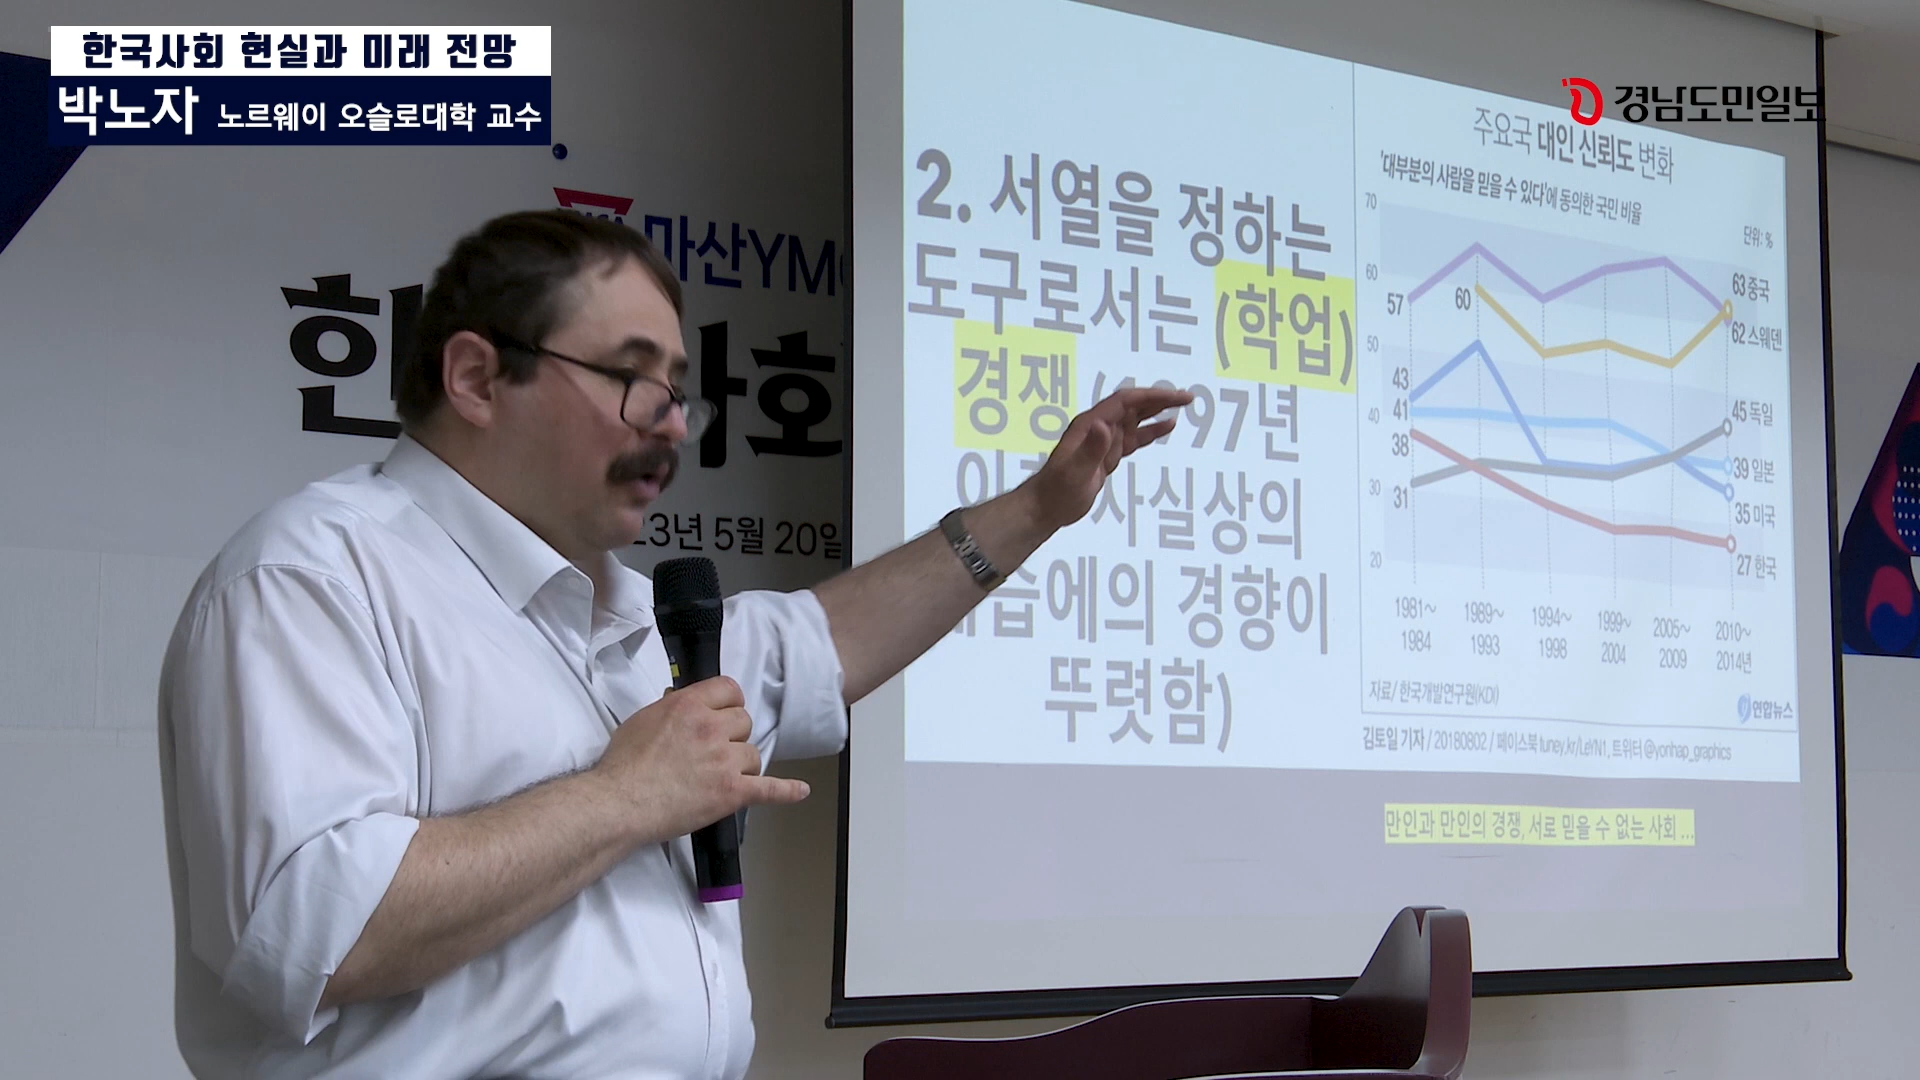 한국사회 현실과 미래 전망
박노자 노르웨이 오슬로대학 교수
경남도민일보
마산YM
한
사회
23년 5월 20일
2. 서열을 정하는
도구로서는 (학업)
경쟁
997년
사실상의
습에의 경향이
뚜렷함)
주요국 대인 신뢰도 변화
'대부분의 사람을 믿을 수 있다'에 동의한 국민 비율
단위: %
70
60
50
40
30
20
57
60
43
41
38
31
63 중국
62 스웨덴
45 독일
39 일본
35 미국
27 한국
1981~ 1989~ 1994~ 1999~ 2005~ 2010~
1984 1993 1998 2004 2009 2014년
자료/ 한국개발연구원(KDI)
연합뉴스
김토일 기자 / 20180802 / 페이스북 tuney.kr/LeYN1, 트위터 @yonhap_graphics
만인과 만인의 경쟁, 서로 믿을 수 없는 사회 ...